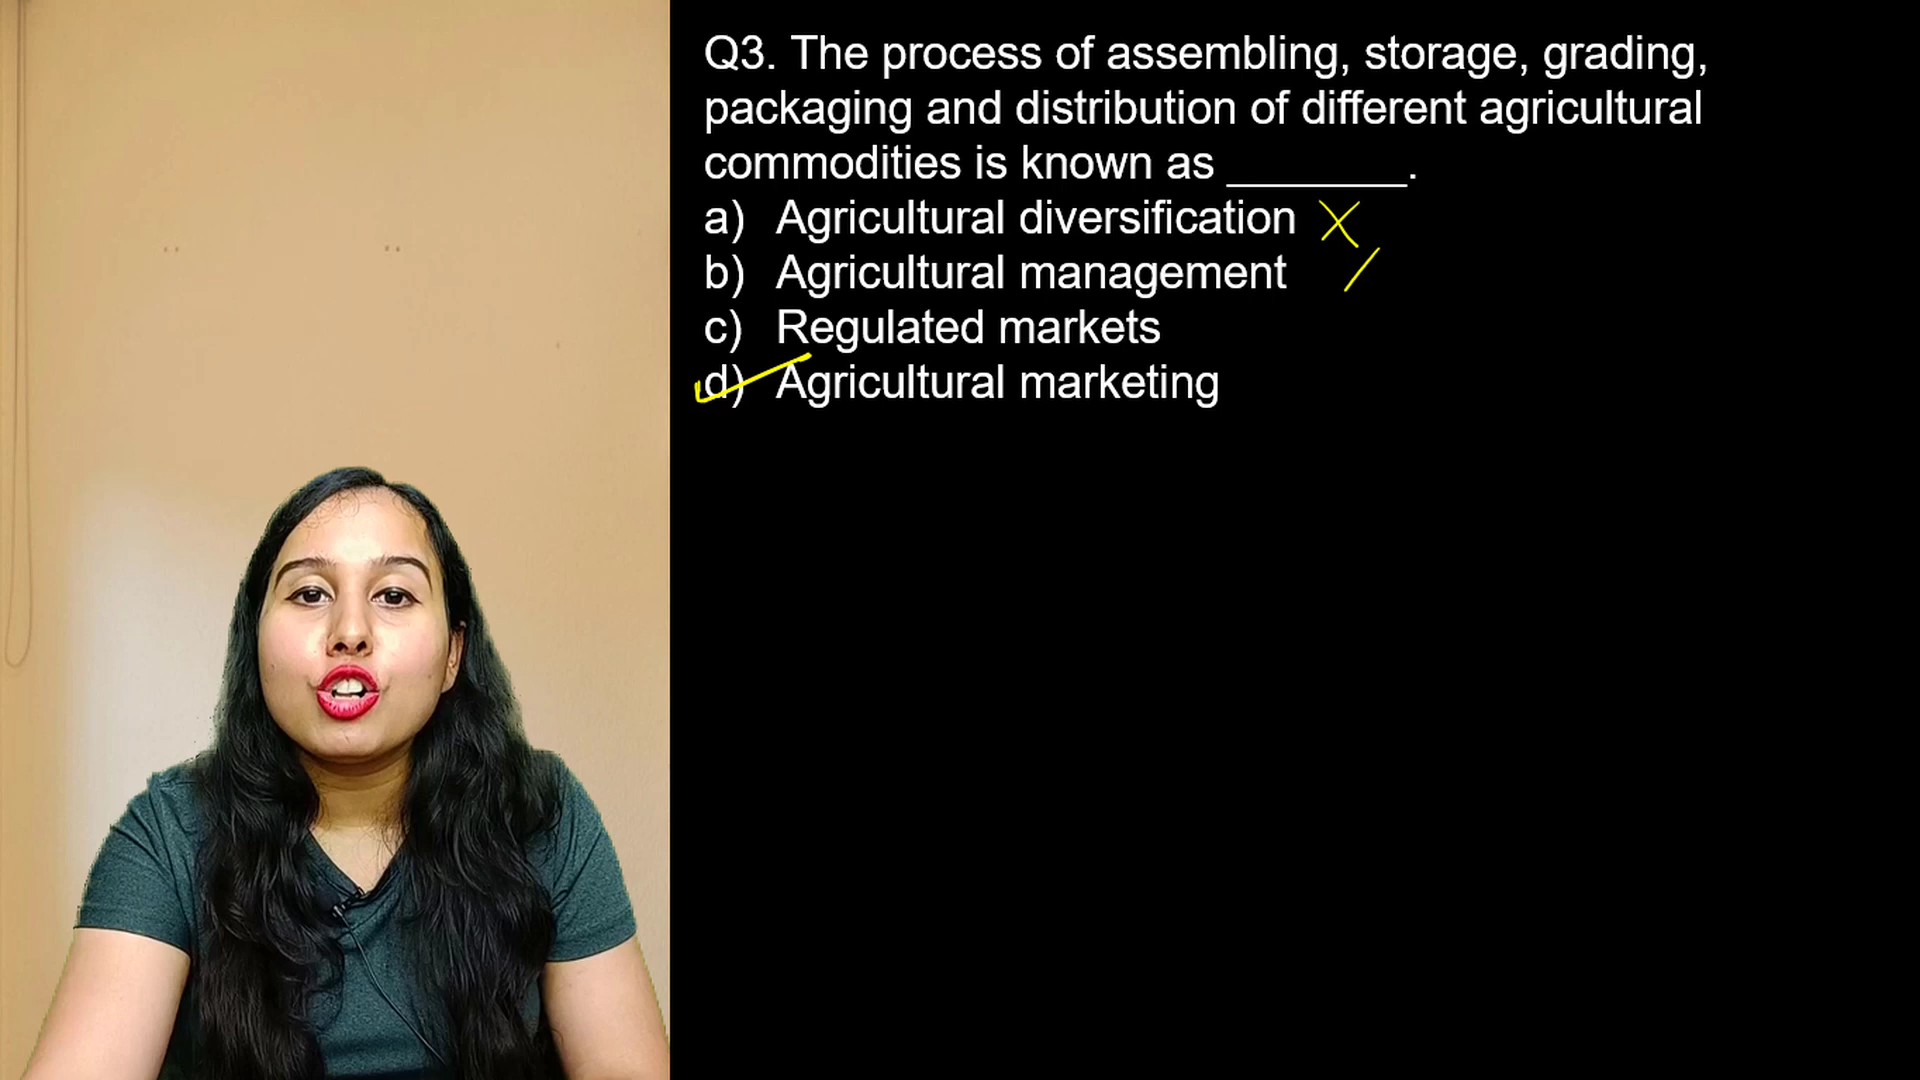 Q3. The process of assembling, storage, grading,
packaging and distribution of different agricultural
commodities is known as ________.
a) Agricultural diversification
b) Agricultural management
c) Regulated markets
d) Agricultural marketing